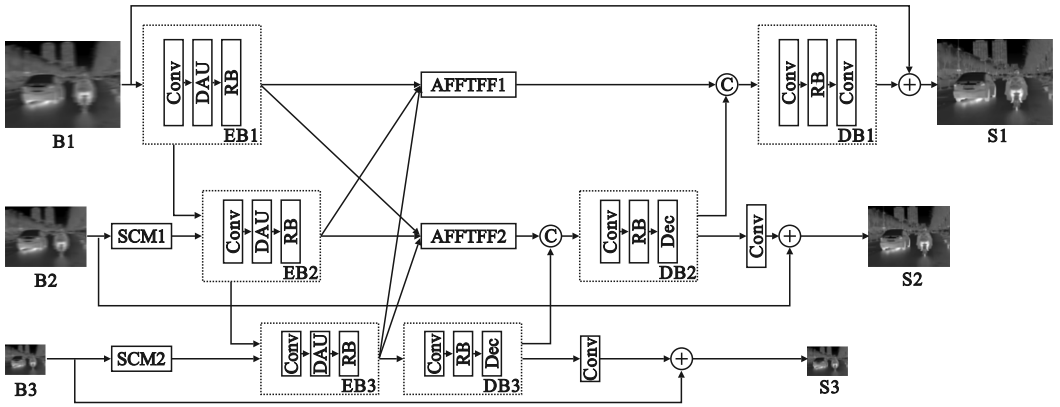 Conv
DAU
RB
EB1
B1
AFFTFF1
C
Conv
RB
Conv
DB1
S1
B2
SCM1
Conv
DAU
RB
EB2
AFFTFF2
C
Conv
RB
Dec
DB2
Conv
S2
B3
SCM2
Conv
DAU
RB
EB3
Conv
RB
Dec
DB3
Conv
S3